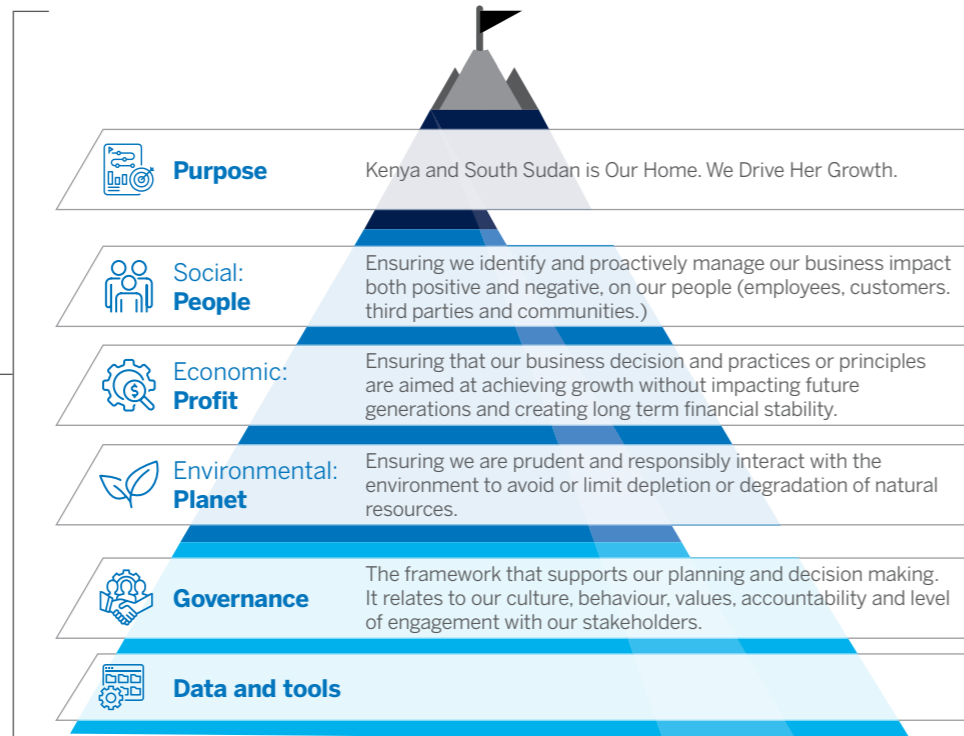 Purpose
Kenya and South Sudan is Our Home. We Drive Her Growth.
Social:
People
Ensuring we identify and proactively manage our business impact
both positive and negative, on our people (employees, customers.
third parties and communities.)
Economic:
Profit
Ensuring that our business decision and practices or principles
are aimed at achieving growth without impacting future
generations and creating long term financial stability.
Environmental:
Planet
Ensuring we are prudent and responsibly interact with the
environment to avoid or limit depletion or degradation of natural
resources.
Governance
The framework that supports our planning and decision making.
It relates to our culture, behaviour, values, accountability and level
of engagement with our stakeholders.
Data and tools